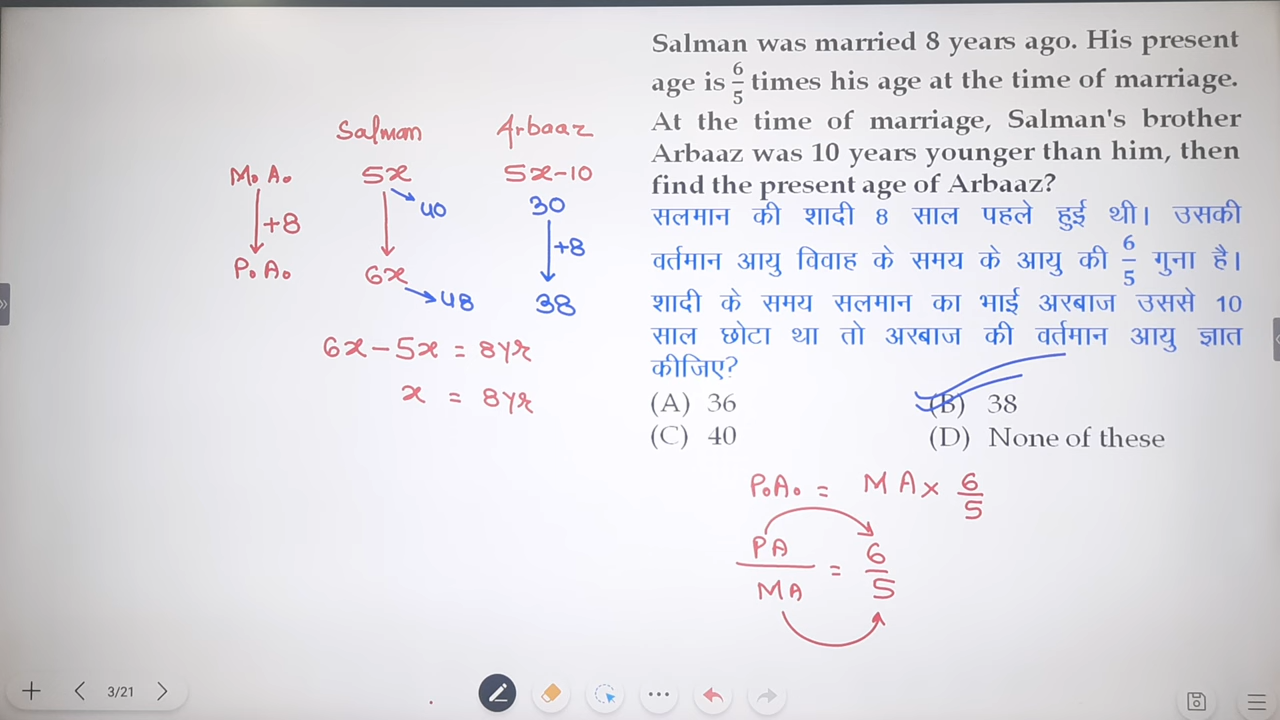 Salman was married 8 years ago. His present
age is 6/5 times his age at the time of marriage.
At the time of marriage, Salman's brother
Arbaaz was 10 years younger than him, then
find the present age of Arbaaz?
सलमान की शादी 8 साल पहले हुई थी। उसकी
वर्तमान आयु विवाह के समय के आयु की 6/5 गुना है।
शादी के समय सलमान का भाई अरबाज उससे 10
साल छोटा था तो अरबाज की वर्तमान आयु ज्ञात
कीजिए?
(A) 36 (B) 38
(C) 40 (D) None of these
Salman Arbaaz
M.A. 5x 5x-10
40 30
+8 +8
P.A. 6x
48 38
6x - 5x = 8yr
x = 8yr
P.A. = MA x 6/5
PA/MA = 6/5
3/21